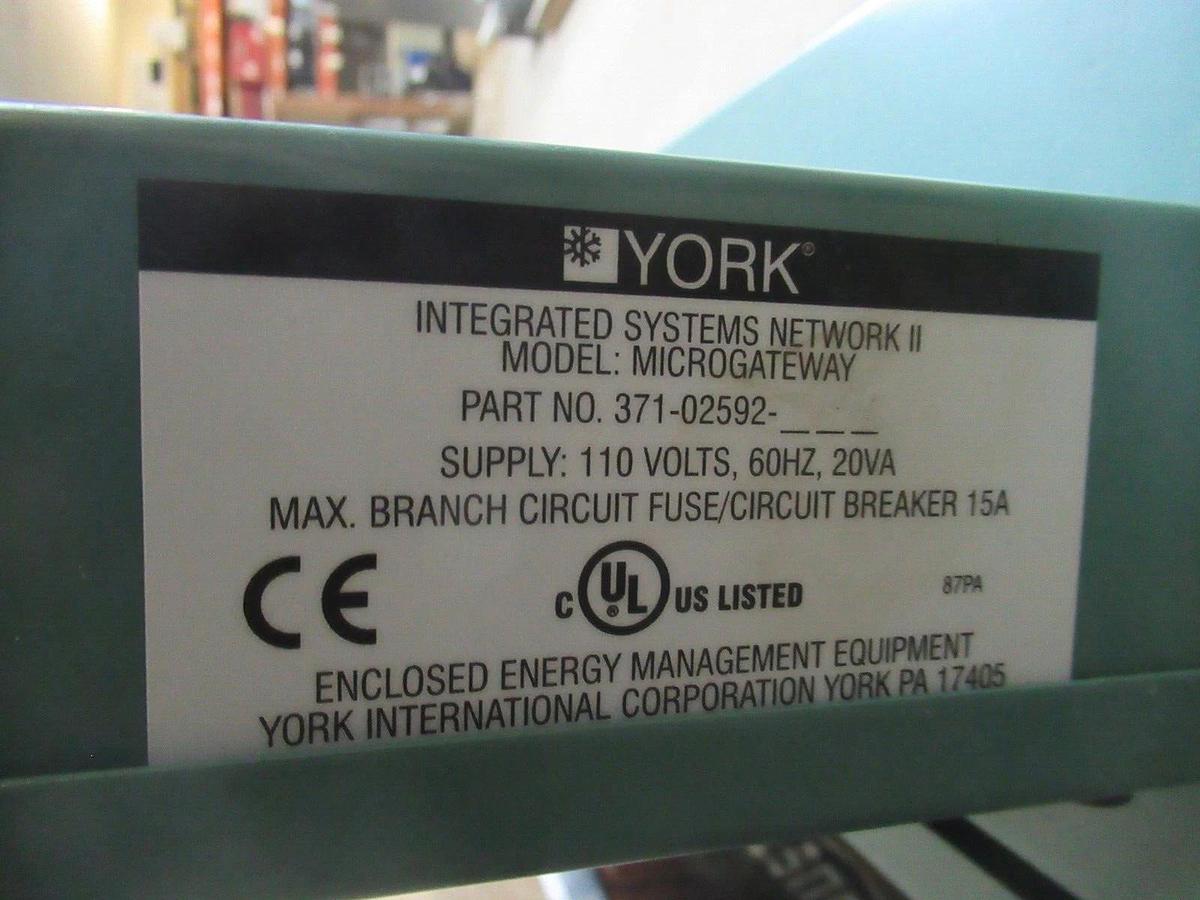 YORK®
INTEGRATED SYSTEMS NETWORK II
MODEL: MICROGATEWAY
PART NO. 371-02592-_ _ _
SUPPLY: 110 VOLTS, 60HZ, 20VA
MAX. BRANCH CIRCUIT FUSE/CIRCUIT BREAKER 15A
CE
C UL® US LISTED
87PA
ENCLOSED ENERGY MANAGEMENT EQUIPMENT
YORK INTERNATIONAL CORPORATION YORK PA 17405